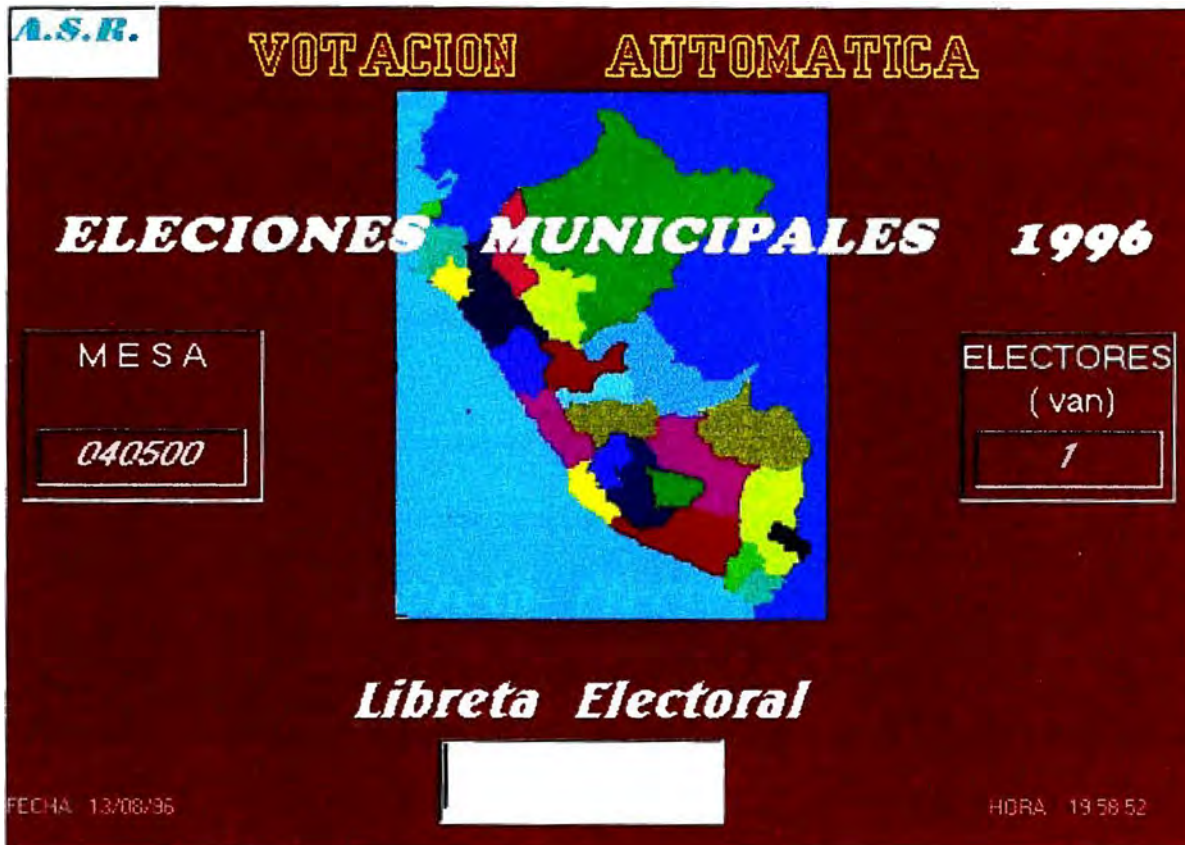 A.S.R.
VOTACION AUTOMATICA
ELECIONES MUNICIPALES 1996
MESA
040500
ELECTORES
(van)
1
Libreta Electoral
FECHA 13/08/96
HORA 19:58:52